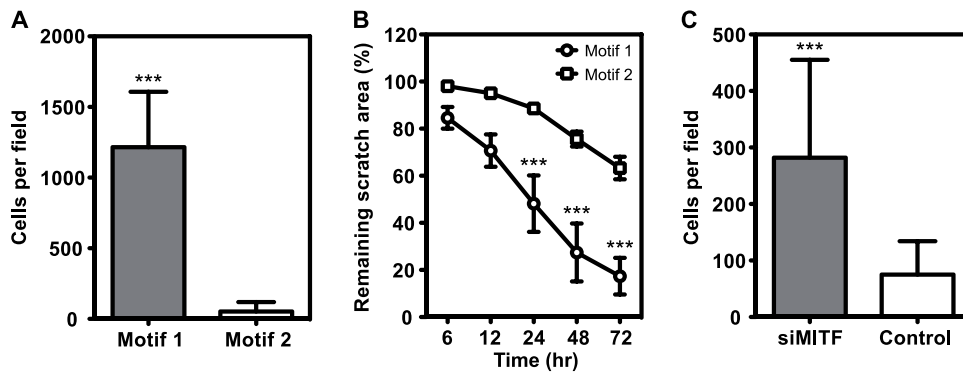 A
Cells per field
2000
1500
1000
500
0
***
Motif 1
Motif 2
B
Remaining scratch area (%)
120
100
80
60
40
20
0
Motif 1
Motif 2
***
***
***
6 12 24 48 72
Time (hr)
C
Cells per field
500
400
300
200
100
0
***
siMITF
Control